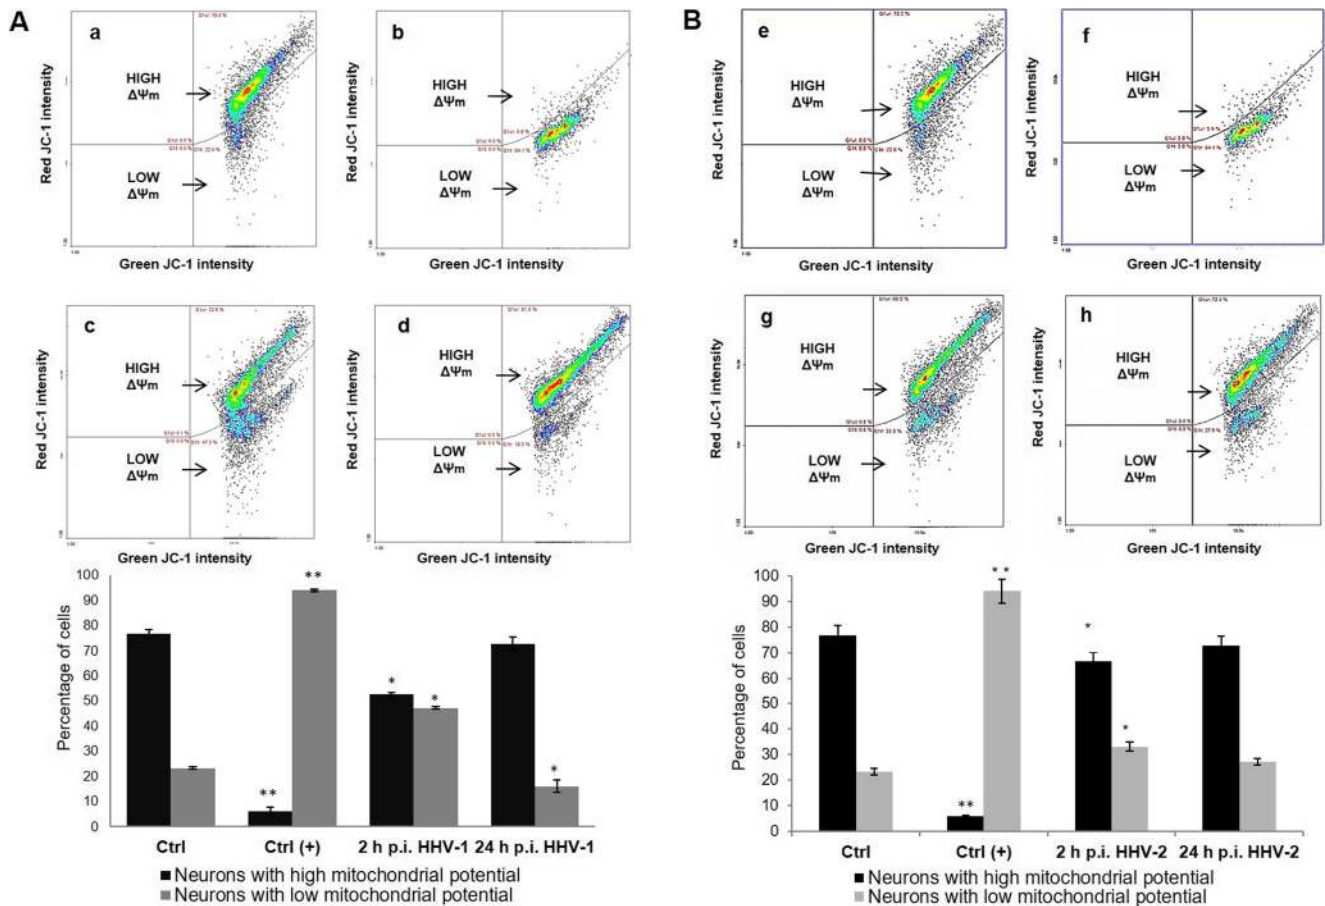 A
a
HIGH
ΔΨm
LOW
ΔΨm
Red JC-1 intensity
Green JC-1 intensity
b
HIGH
ΔΨm
LOW
ΔΨm
Red JC-1 intensity
Green JC-1 intensity
c
HIGH
ΔΨm
LOW
ΔΨm
Red JC-1 intensity
Green JC-1 intensity
d
HIGH
ΔΨm
LOW
ΔΨm
Red JC-1 intensity
Green JC-1 intensity
100
90
80
70
60
50
40
30
20
10
0
Percentage of cells
**
**
*
*
*
Ctrl
Ctrl (+)
2 h p.i. HHV-1
24 h p.i. HHV-1
Neurons with high mitochondrial potential
Neurons with low mitochondrial potential
B
e
HIGH
ΔΨm
LOW
ΔΨm
Red JC-1 intensity
Green JC-1 intensity
f
HIGH
ΔΨm
LOW
ΔΨm
Red JC-1 intensity
Green JC-1 intensity
g
HIGH
ΔΨm
LOW
ΔΨm
Red JC-1 intensity
Green JC-1 intensity
h
HIGH
ΔΨm
LOW
ΔΨm
Red JC-1 intensity
Green JC-1 intensity
100
90
80
70
60
50
40
30
20
10
0
Percentage of cells
**
* *
*
*
Ctrl
Ctrl (+)
2 h p.i. HHV-2
24 h p.i. HHV-2
Neurons with high mitochondrial potential
Neurons with low mitochondrial potential